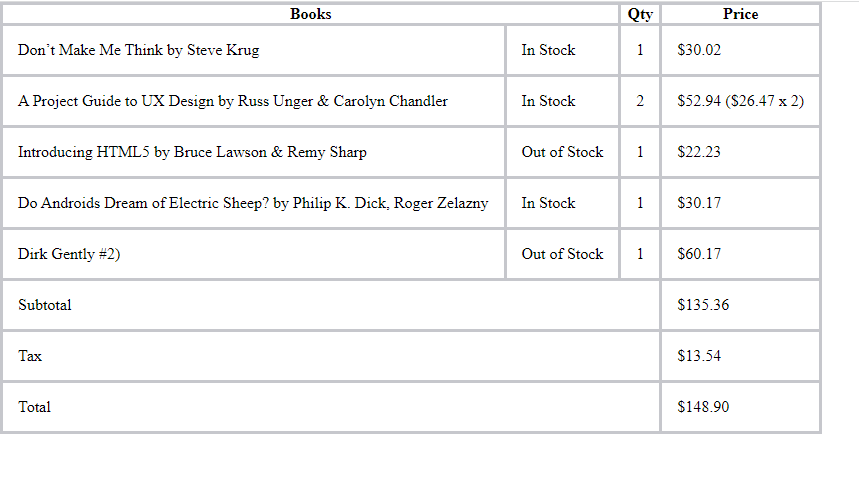 Books Qty Price
Don’t Make Me Think by Steve Krug In Stock 1 $30.02
A Project Guide to UX Design by Russ Unger & Carolyn Chandler In Stock 2 $52.94 ($26.47 x 2)
Introducing HTML5 by Bruce Lawson & Remy Sharp Out of Stock 1 $22.23
Do Androids Dream of Electric Sheep? by Philip K. Dick, Roger Zelazny In Stock 1 $30.17
Dirk Gently #2) Out of Stock 1 $60.17
Subtotal $135.36
Tax $13.54
Total $148.90